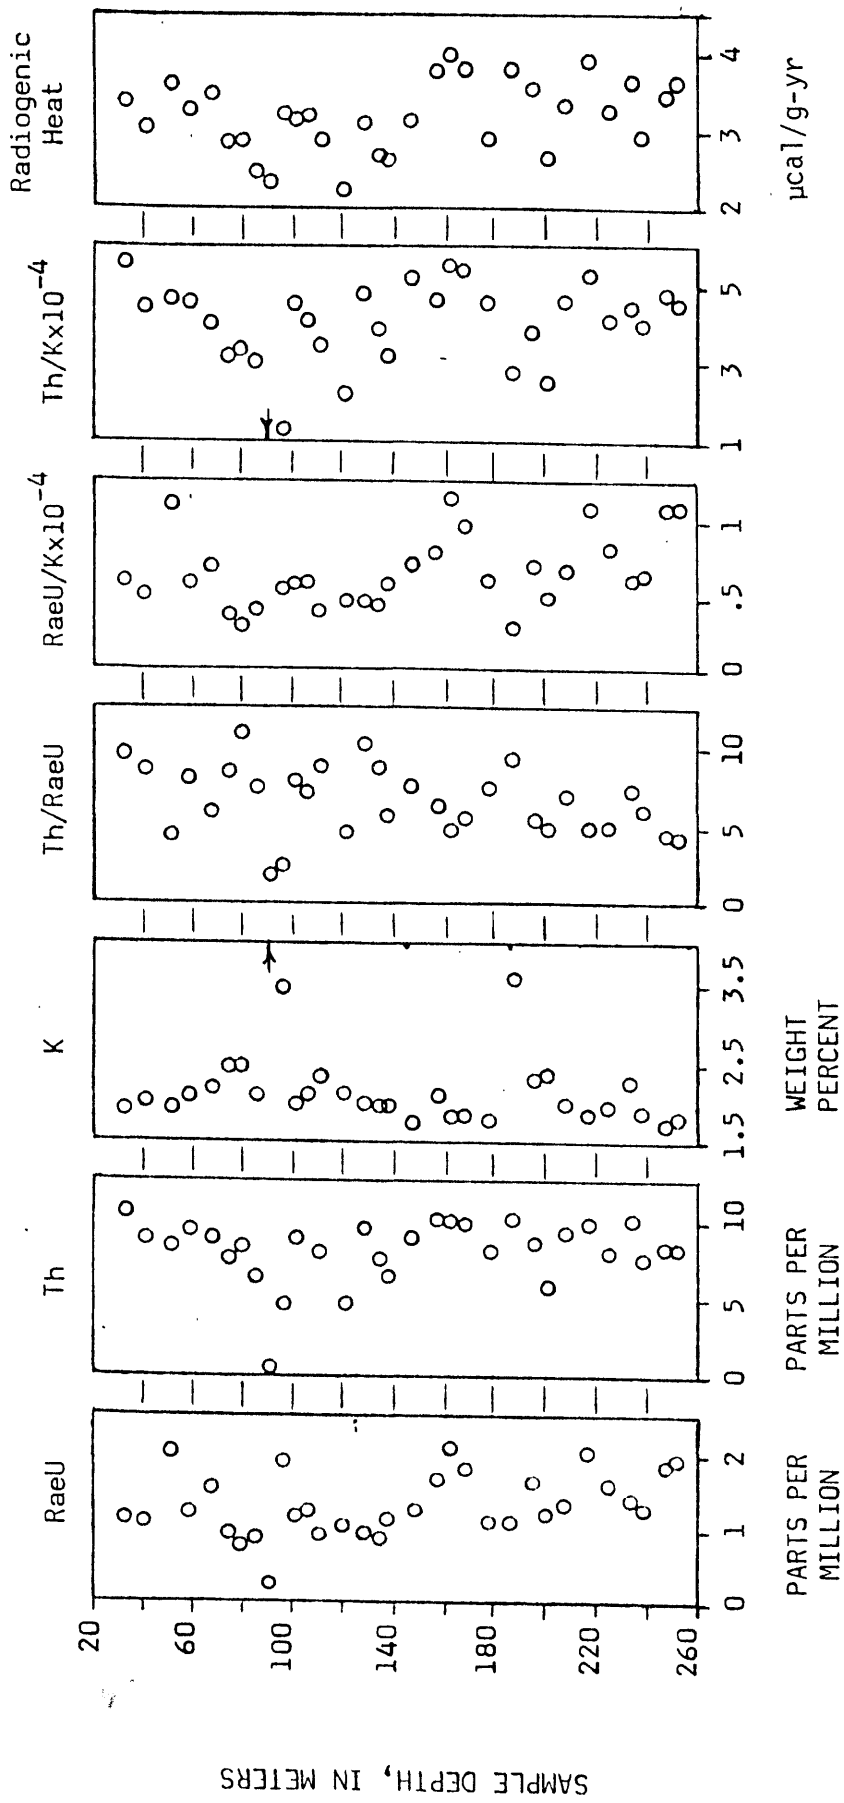 Radiogenic
Heat
2 3 4
µcal/g-yr
Th/Kx10⁻⁴
1 3 5
RaeU/Kx10⁻⁴
0 .5 1
Th/RaeU
0 5 10
K
1.5 2.5 3.5
WEIGHT
PERCENT
Th
0 5 10
PARTS PER
MILLION
RaeU
0 1 2
PARTS PER
MILLION
20 60 100 140 180 220 260
SAMPLE DEPTH, IN METERS